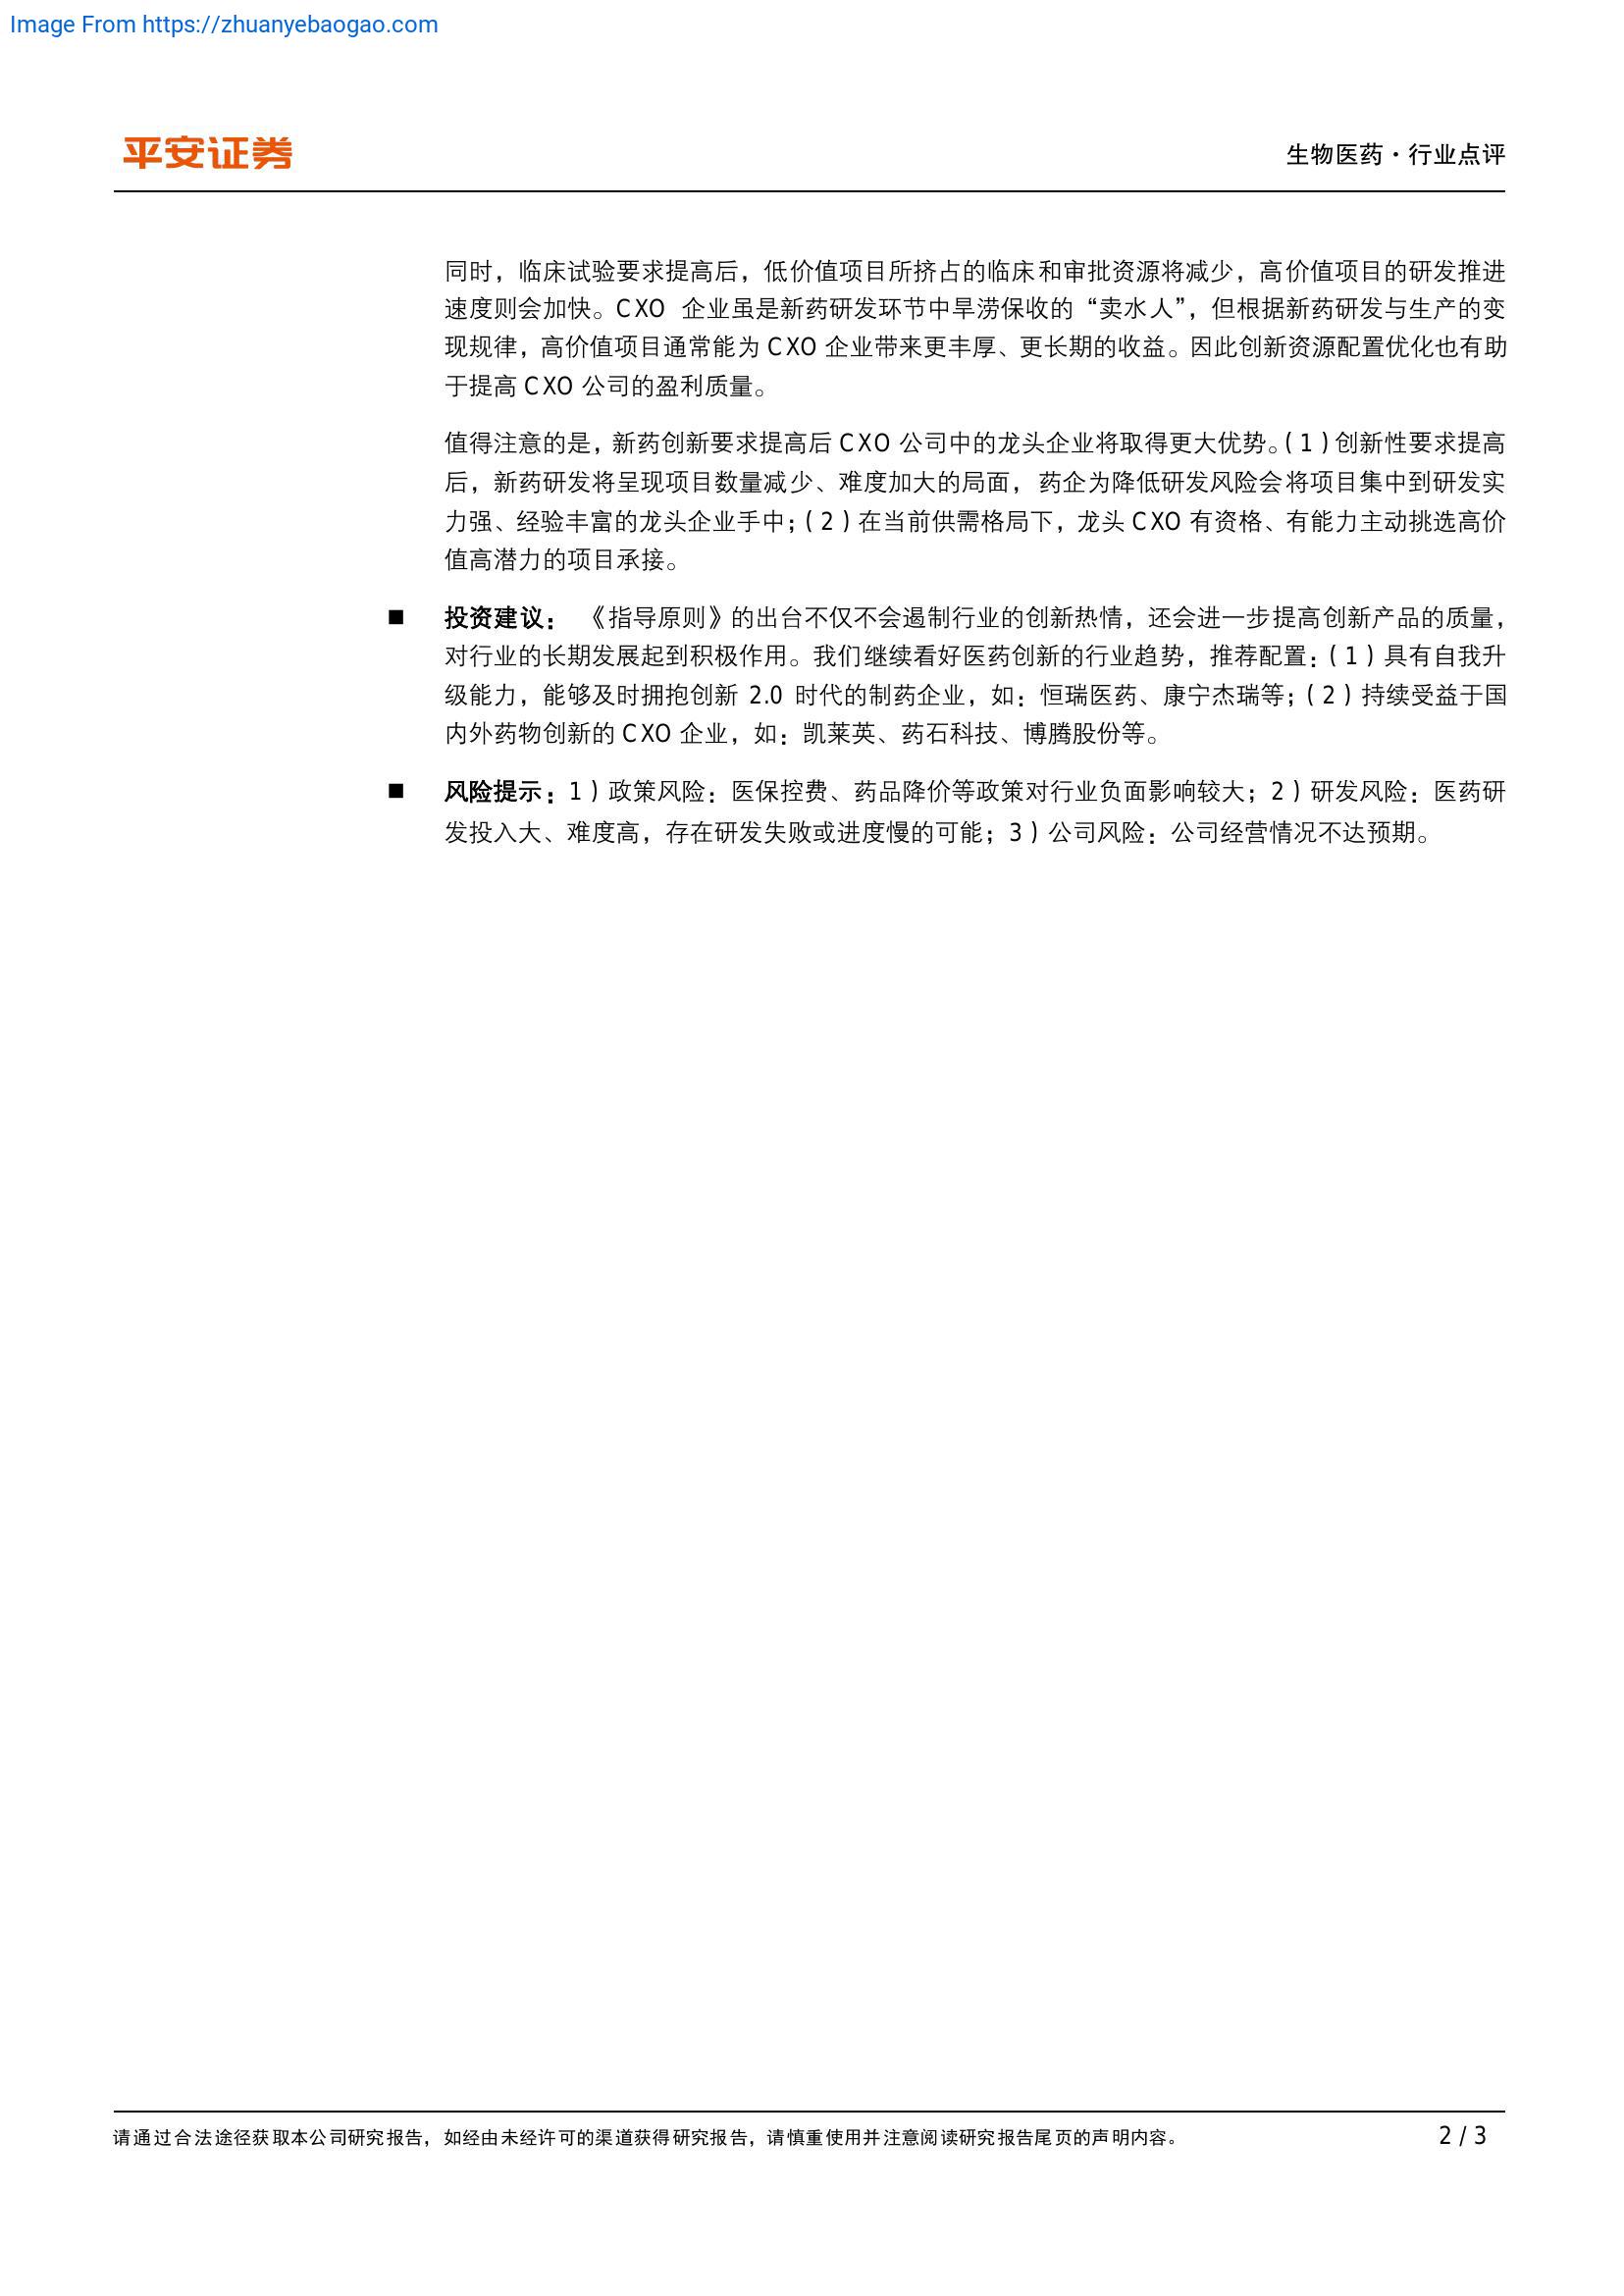 Image From https://zhuanyebaogao.com
平安证券
生物医药·行业点评
同时，临床试验要求提高后，低价值项目所挤占的临床和审批资源将减少，高价值项目的研发推进
速度则会加快。CXO 企业虽是新药研发环节中旱涝保收的“卖水人”，但根据新药研发与生产的变
现规律，高价值项目通常能为 CXO 企业带来更丰厚、更长期的收益。因此创新资源配置优化也有助
于提高 CXO 公司的盈利质量。
值得注意的是，新药创新要求提高后 CXO 公司中的龙头企业将取得更大优势。（1）创新性要求提高
后，新药研发将呈现项目数量减少、难度加大的局面，药企为降低研发风险会将项目集中到研发实
力强、经验丰富的龙头企业手中；（2）在当前供需格局下，龙头 CXO 有资格、有能力主动挑选高价
值高潜力的项目承接。
■ 投资建议： 《指导原则》的出台不仅不会遏制行业的创新热情，还会进一步提高创新产品的质量，
对行业的长期发展起到积极作用。我们继续看好医药创新的行业趋势，推荐配置：（1）具有自我升
级能力，能够及时拥抱创新 2.0 时代的制药企业，如：恒瑞医药、康宁杰瑞等；（2）持续受益于国
内外药物创新的 CXO 企业，如：凯莱英、药石科技、博腾股份等。
■ 风险提示：1）政策风险：医保控费、药品降价等政策对行业负面影响较大；2）研发风险：医药研
发投入大、难度高，存在研发失败或进度慢的可能；3）公司风险：公司经营情况不达预期。
请通过合法途径获取本公司研究报告，如经由未经许可的渠道获得研究报告，请慎重使用并注意阅读研究报告尾页的声明内容。
2 / 3